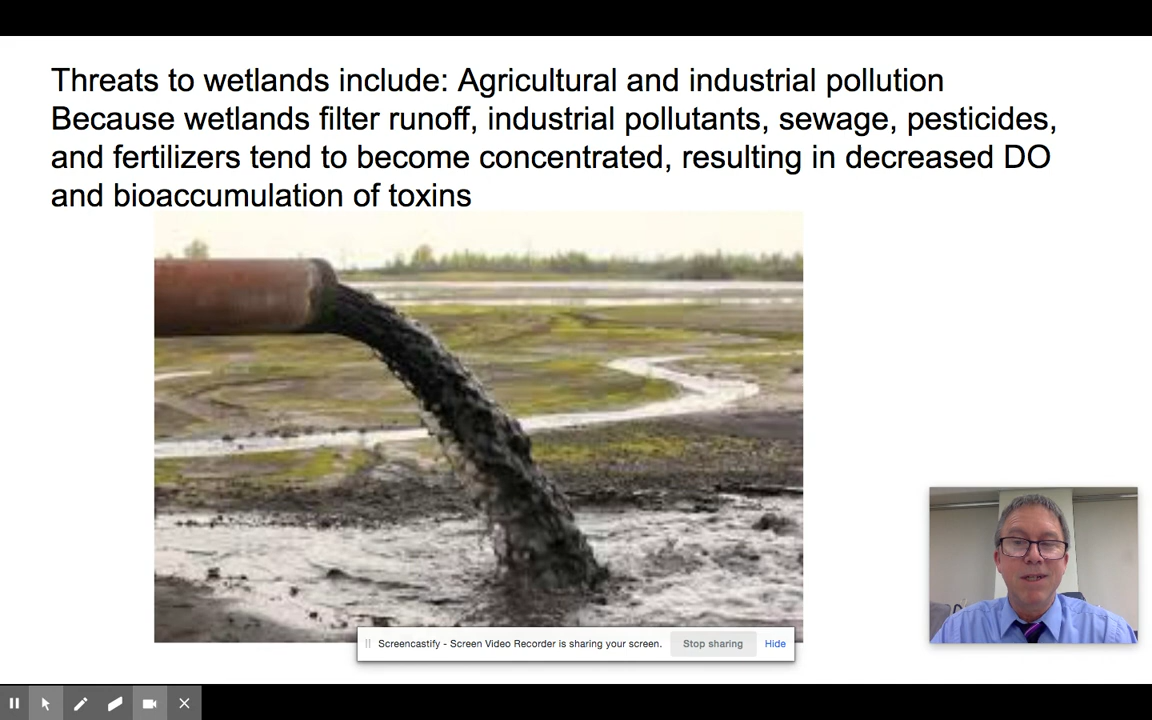 Threats to wetlands include: Agricultural and industrial pollution
Because wetlands filter runoff, industrial pollutants, sewage, pesticides,
and fertilizers tend to become concentrated, resulting in decreased DO
and bioaccumulation of toxins
Screencastify - Screen Video Recorder is sharing your screen. Stop sharing Hide